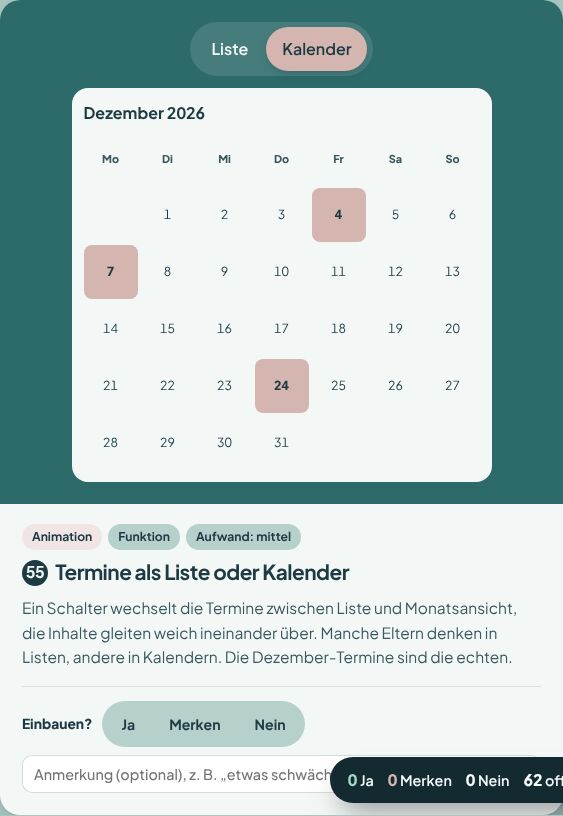 Liste Kalender
Dezember 2026
Mo Di Mi Do Fr Sa So
1 2 3 4 5 6
7 8 9 10 11 12 13
14 15 16 17 18 19 20
21 22 23 24 25 26 27
28 29 30 31
Animation Funktion Aufwand: mittel
55 Termine als Liste oder Kalender
Ein Schalter wechselt die Termine zwischen Liste und Monatsansicht,
die Inhalte gleiten weich ineinander über. Manche Eltern denken in
Listen, andere in Kalendern. Die Dezember-Termine sind die echten.
Einbauen? Ja Merken Nein
Anmerkung (optional), z. B. „etwas schwäch
0 Ja 0 Merken 0 Nein 62 off